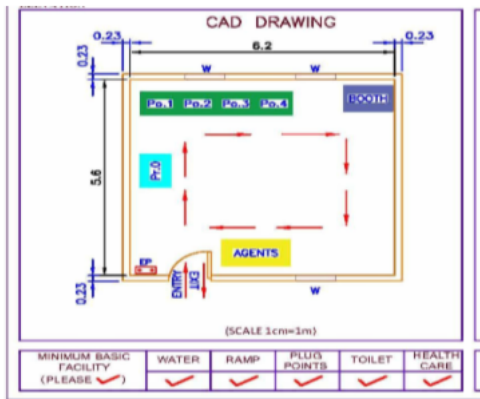 CAD DRAWING
0.23
6.2
0.23
0.23
W
W
Po.1 Po.2 Po.3 Po.4
BOOTH
Pr.0
5.6
AGENTS
EP
ENTRY
EXIT
0.23
W
(SCALE 1cm=1m)
MINIMUM BASIC FACILITY (PLEASE ✓)
WATER
RAMP
PLUG POINTS
TOILET
HEALTH CARE